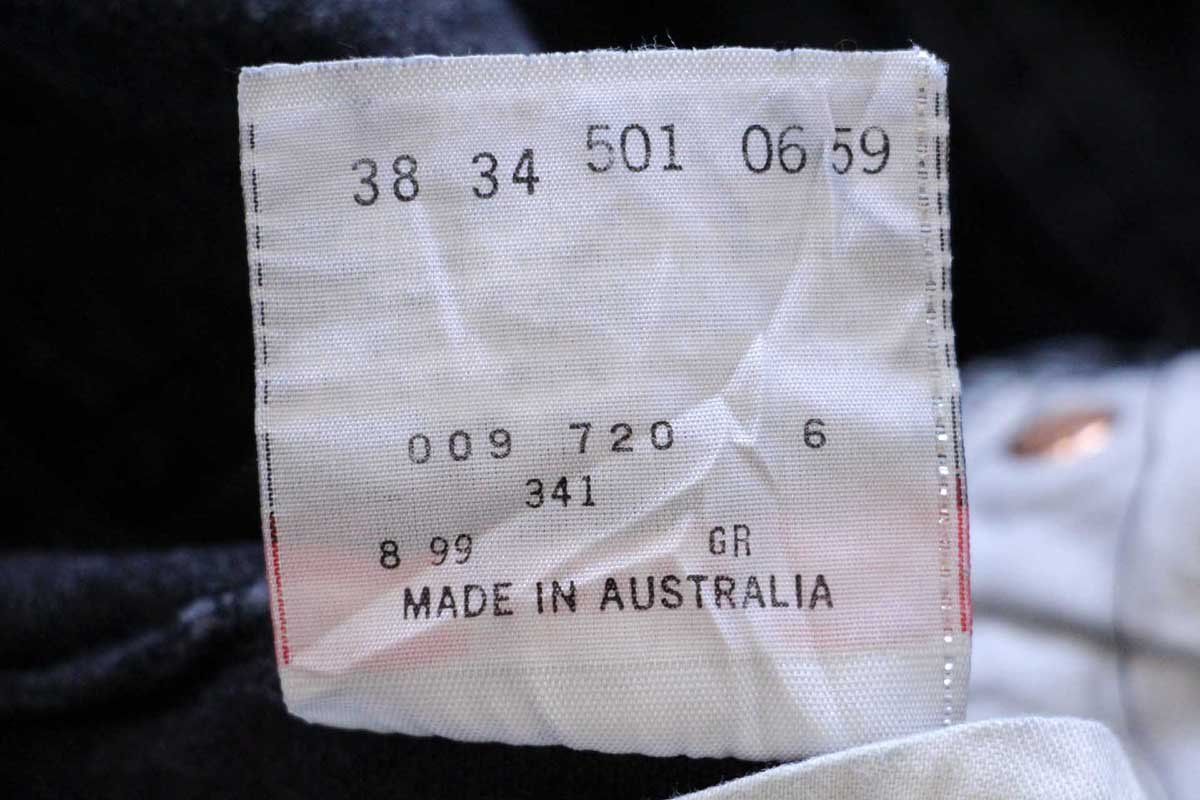 38 34 501 06 59
009 720 6
341
8 99 GR
MADE IN AUSTRALIA